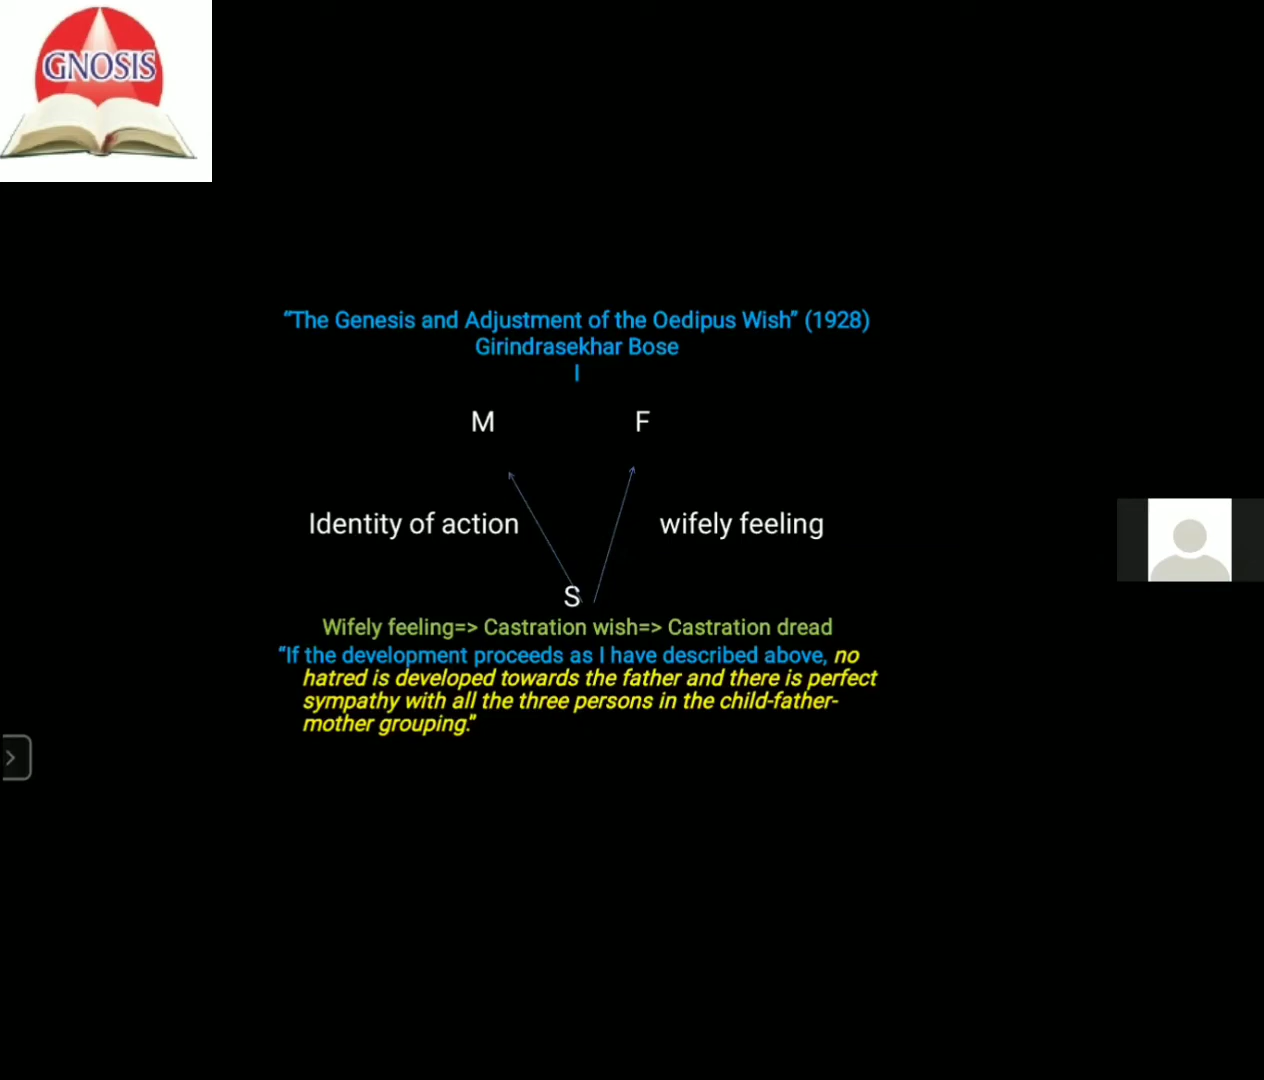 GNOSIS
“The Genesis and Adjustment of the Oedipus Wish” (1928)
Girindrasekhar Bose
I
M F
Identity of action wifely feeling
S
Wifely feeling=> Castration wish=> Castration dread
“If the development proceeds as I have described above, no
hatred is developed towards the father and there is perfect
sympathy with all the three persons in the child-father-
mother grouping.”